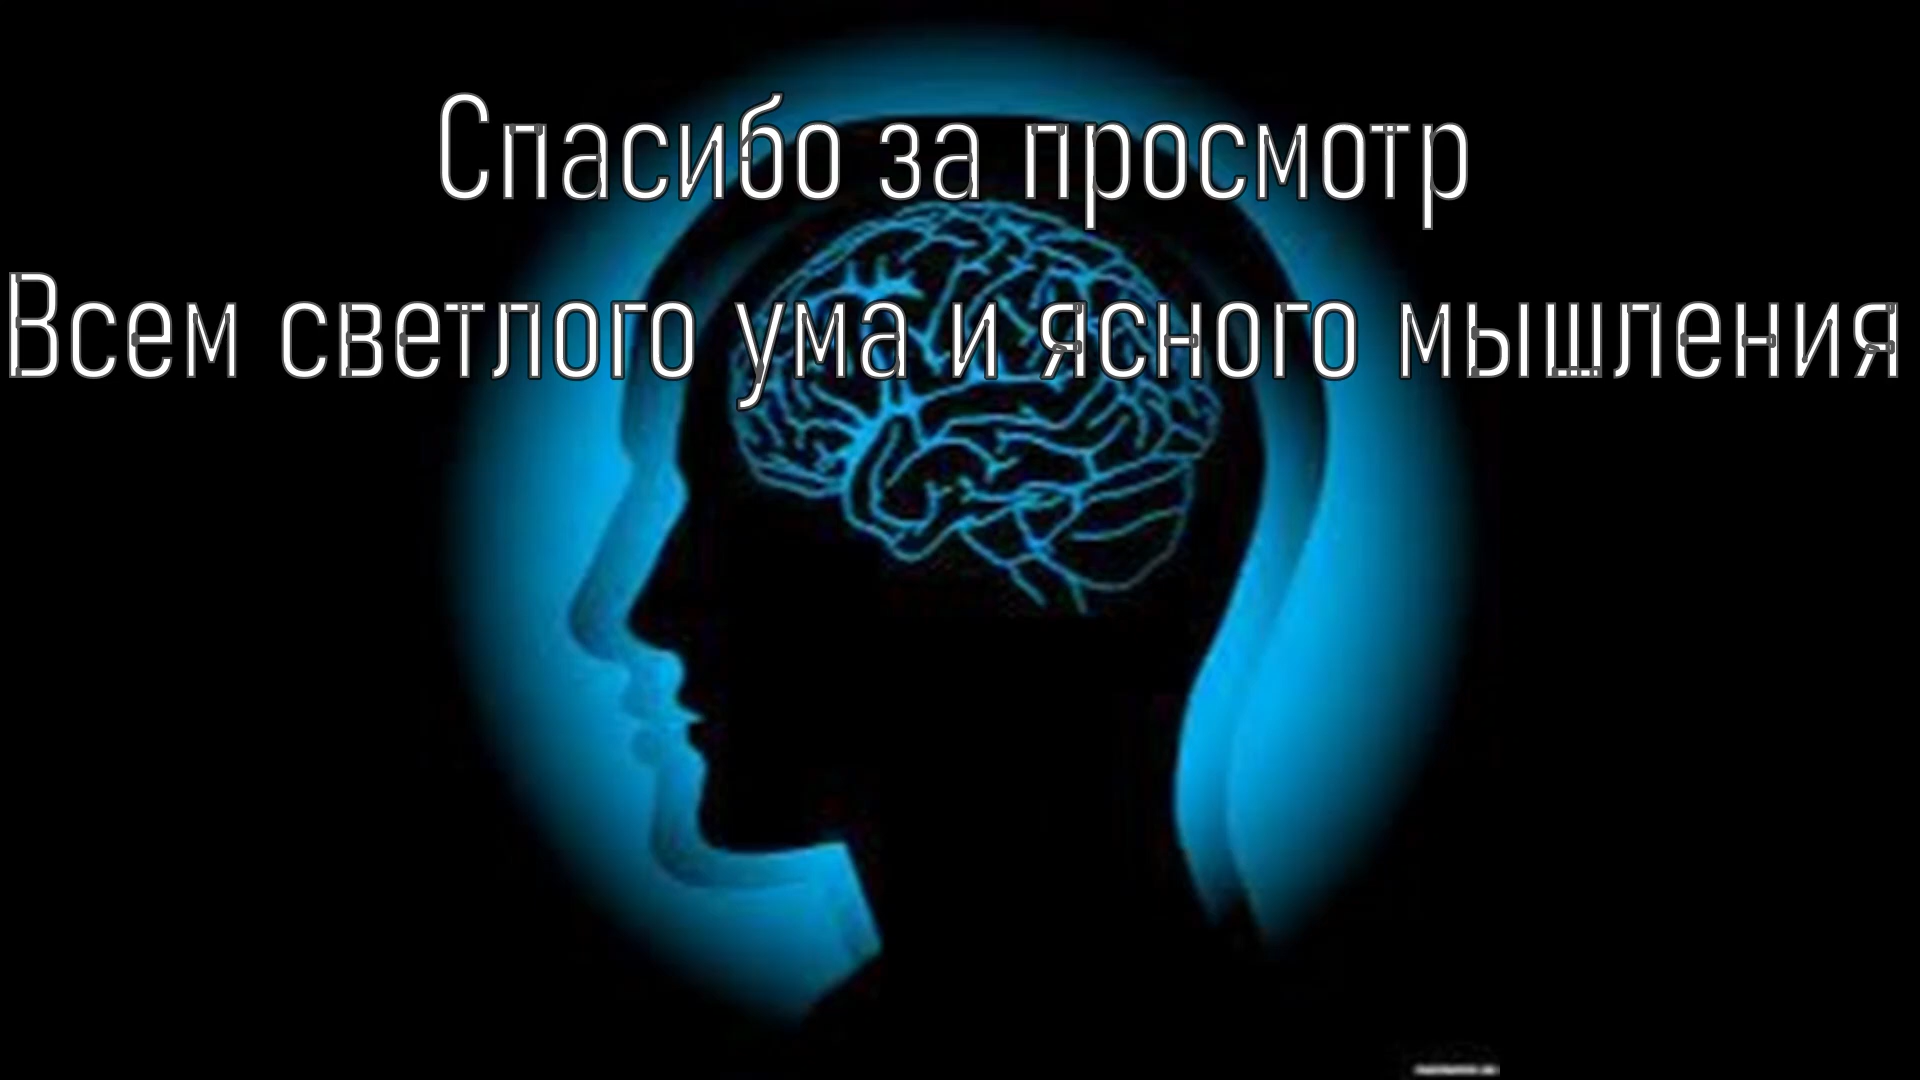 Спасибо за просмотр
Всем светлого ума и ясного мышления